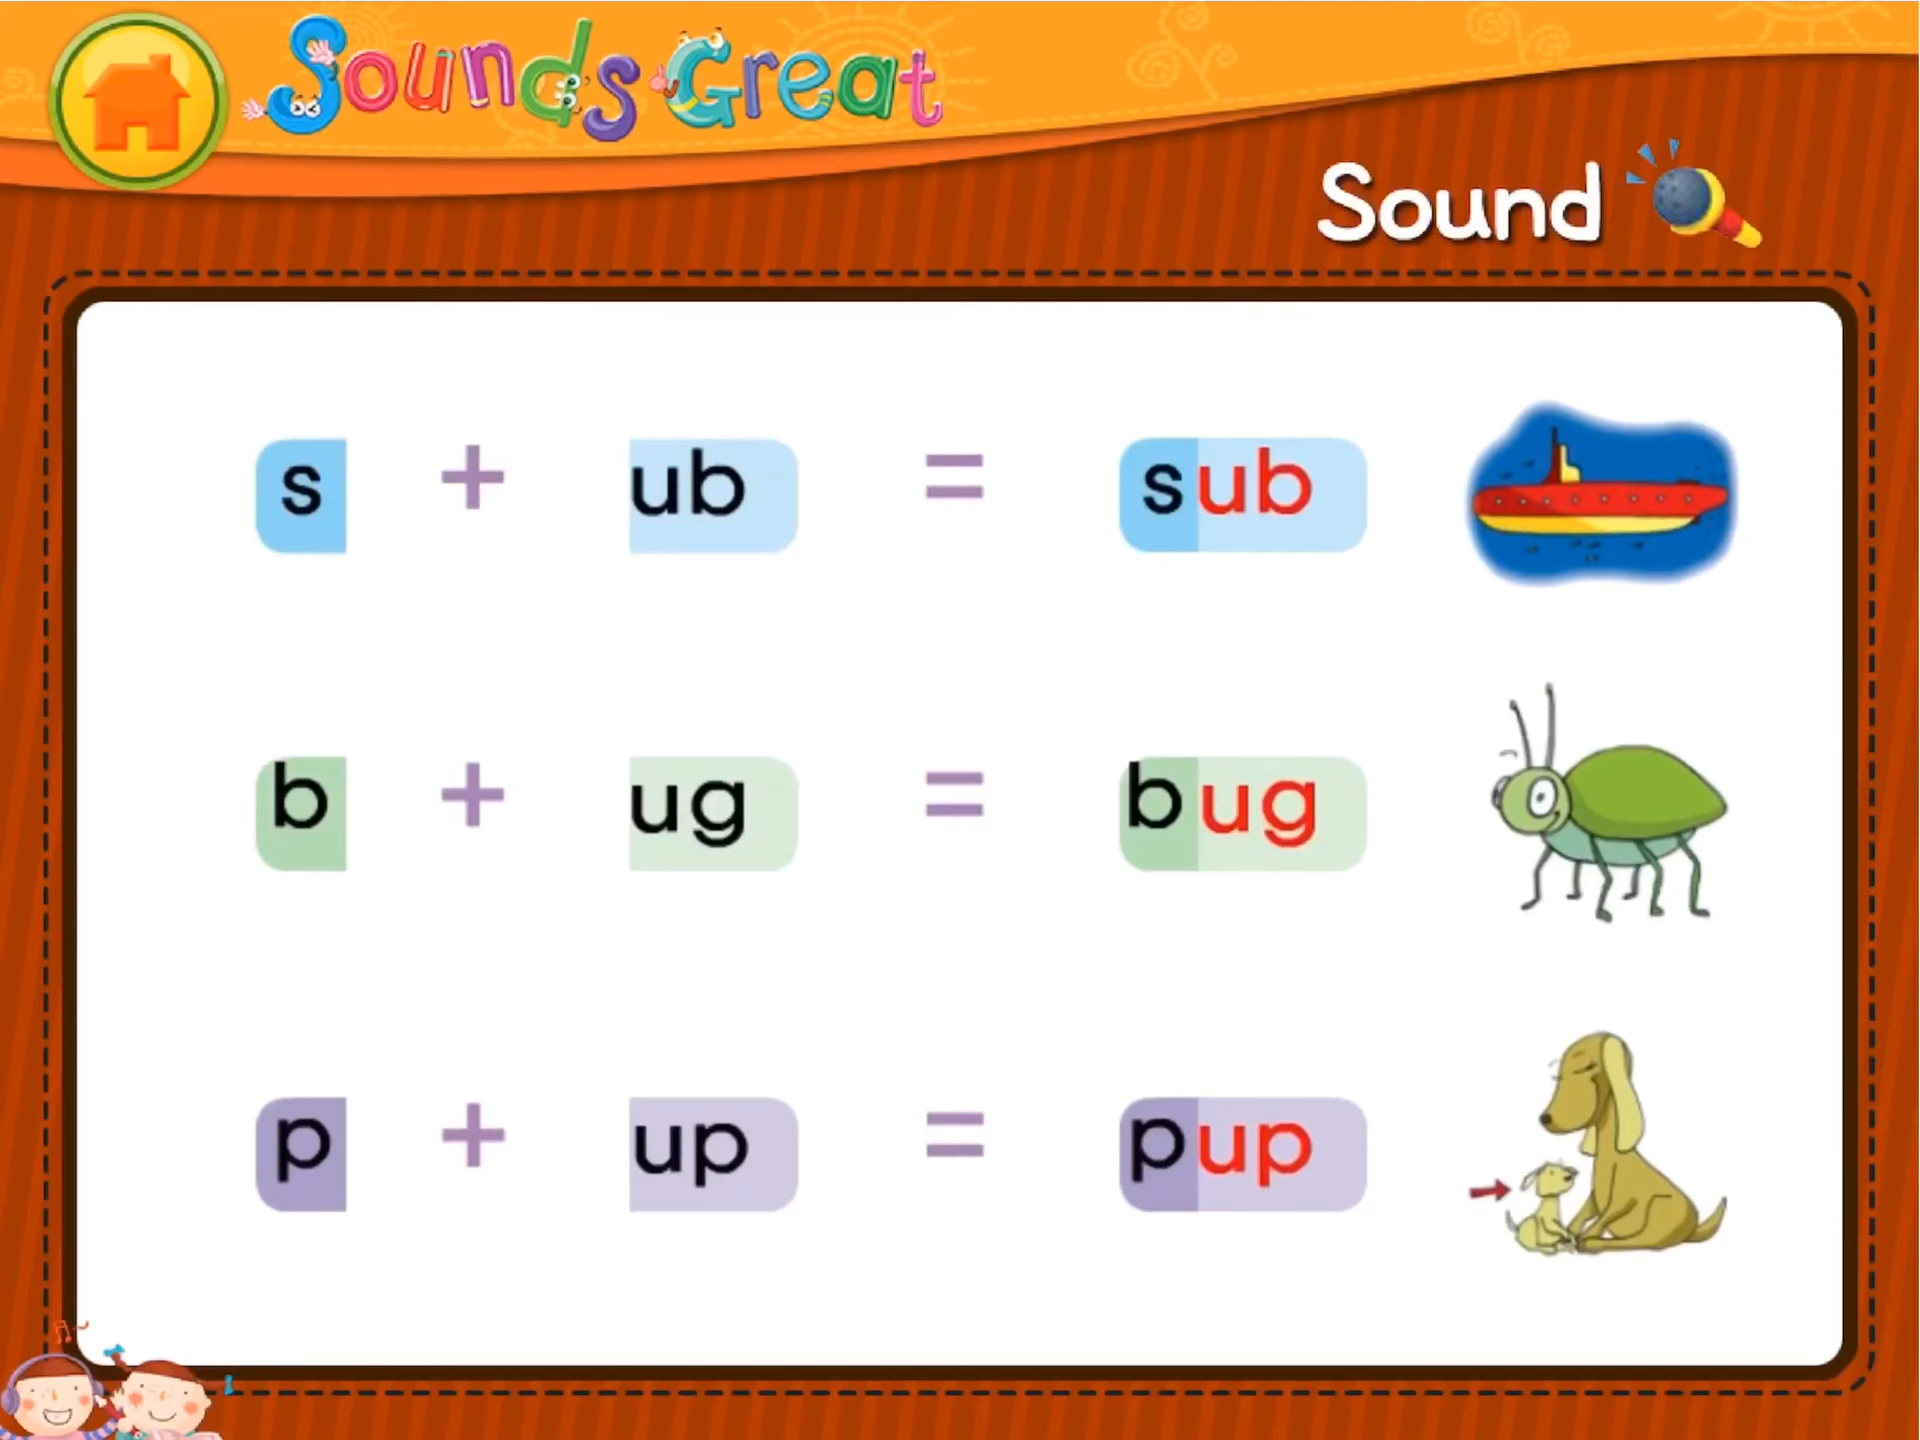 Sounds Great
Sound
s + ub = sub
b + ug = bug
p + up = pup